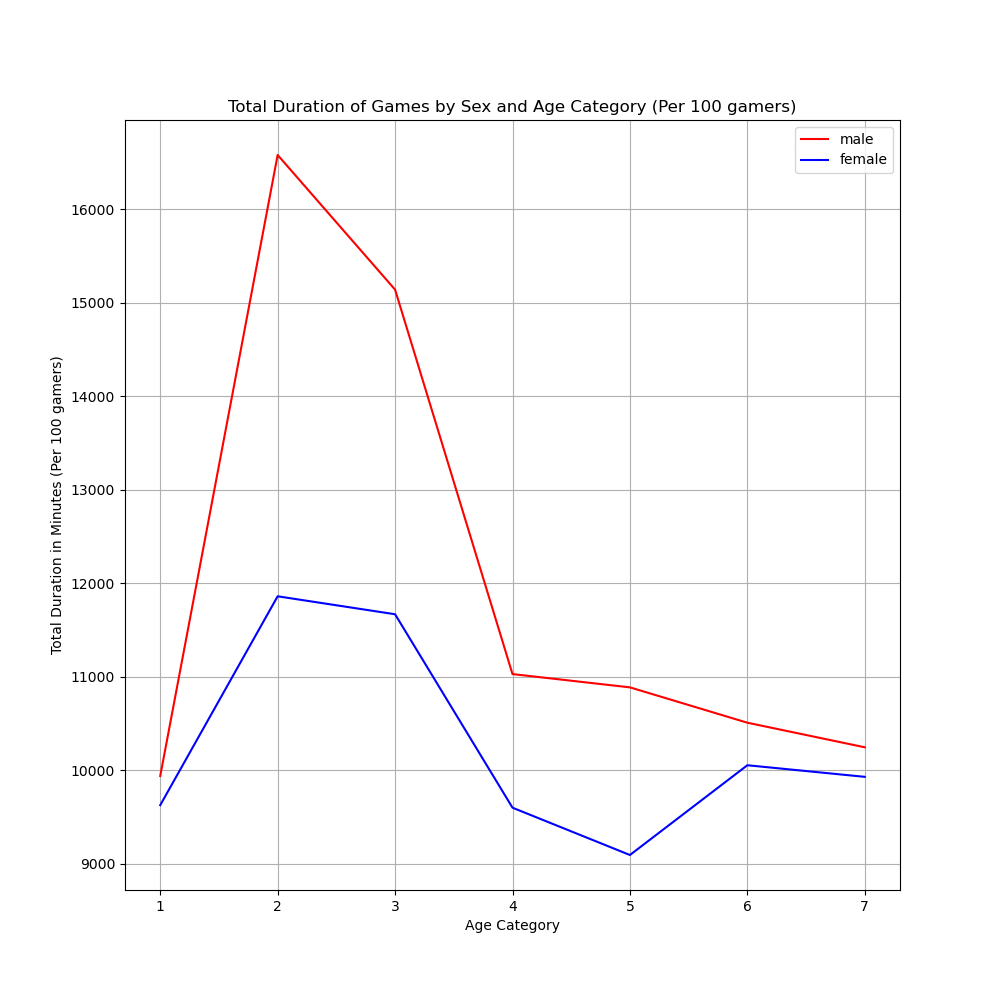 Total Duration of Games by Sex and Age Category (Per 100 gamers)
male
female
Total Duration in Minutes (Per 100 gamers)
16000
15000
14000
13000
12000
11000
10000
9000
1 2 3 4 5 6 7
Age Category